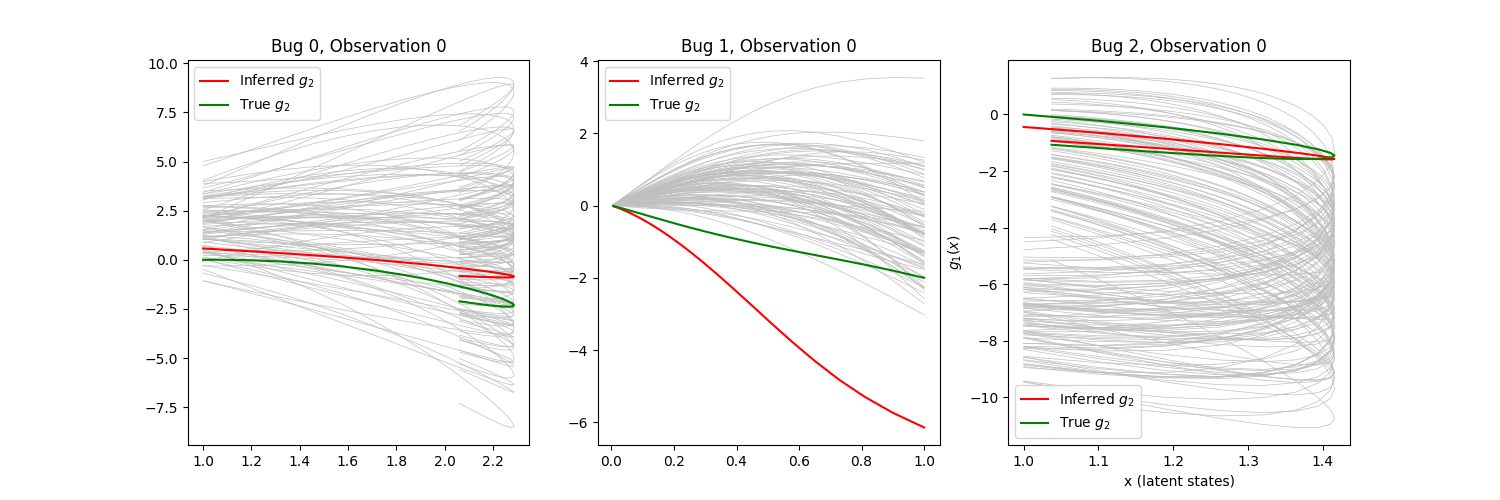 Bug 0, Observation 0
Inferred g₂
True g₂
10.0
7.5
5.0
2.5
0.0
−2.5
−5.0
−7.5
1.0 1.2 1.4 1.6 1.8 2.0 2.2
Bug 1, Observation 0
Inferred g₂
True g₂
4
2
0
−2
−4
−6
0.0 0.2 0.4 0.6 0.8 1.0
Bug 2, Observation 0
g₁(x)
0
−2
−4
−6
−8
−10
Inferred g₂
True g₂
1.0 1.1 1.2 1.3 1.4
x (latent states)